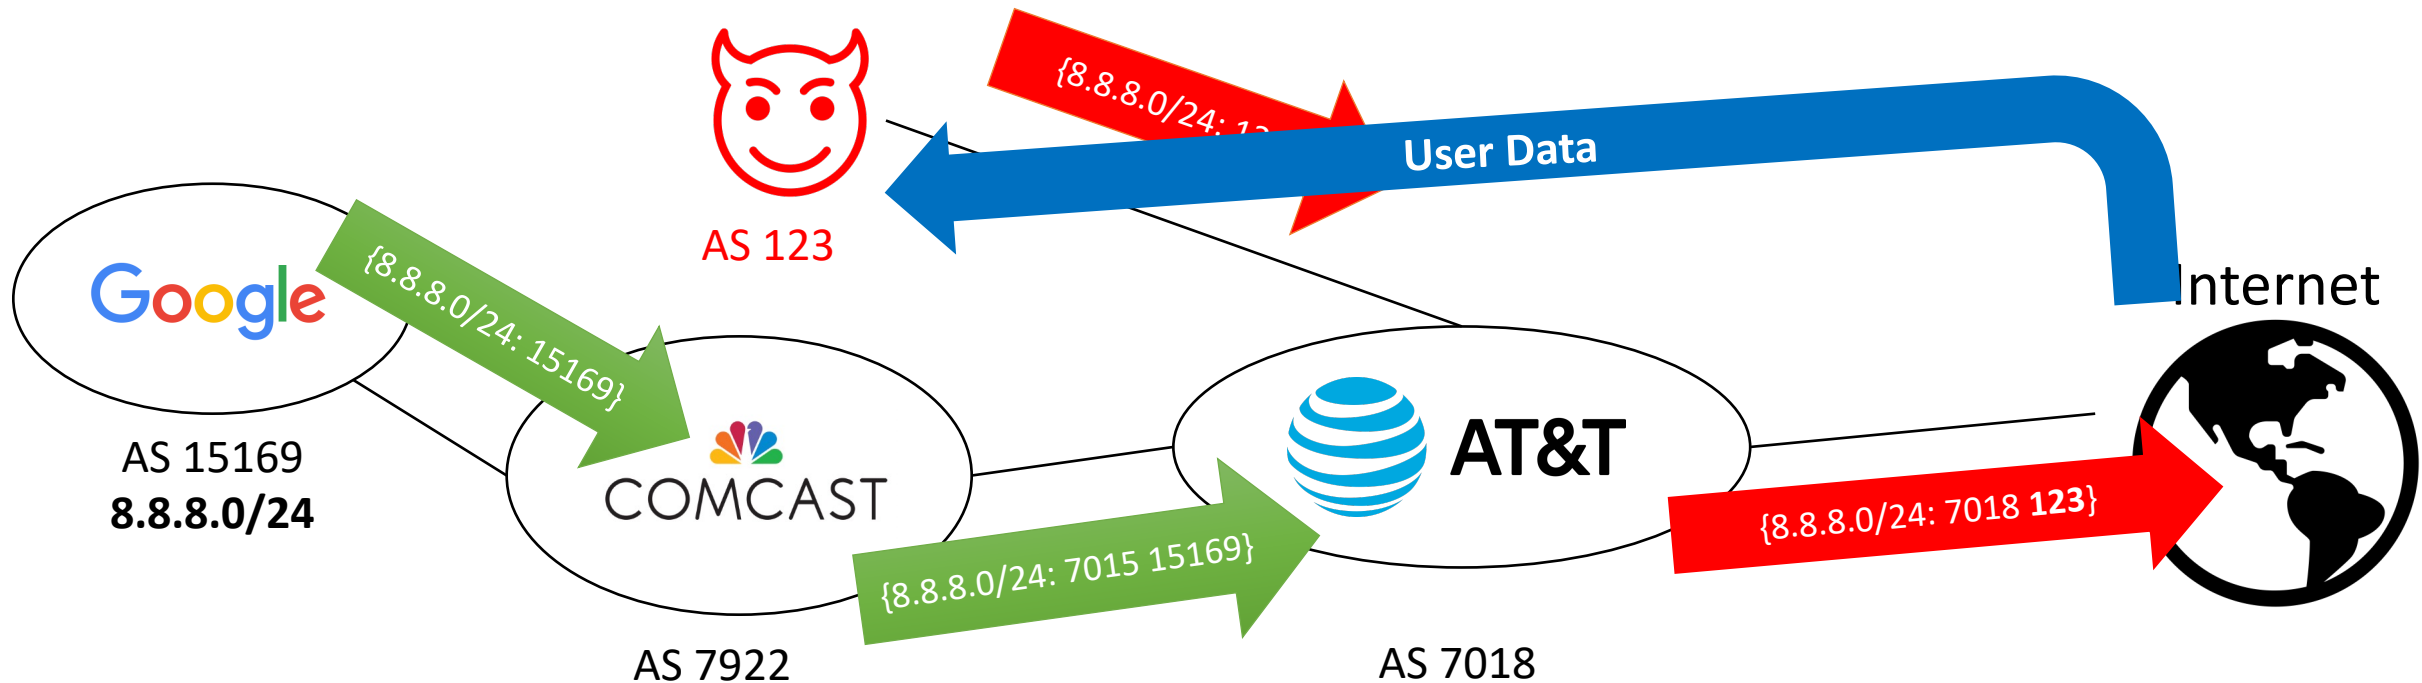 {8.8.8.0/24:
User Data
AS 123
{8.8.8.0/24: 15169}
Google
Internet
AS 15169
8.8.8.0/24
COMCAST
AT&T
{8.8.8.0/24: 7015 15169}
{8.8.8.0/24: 7018 123}
AS 7922
AS 7018